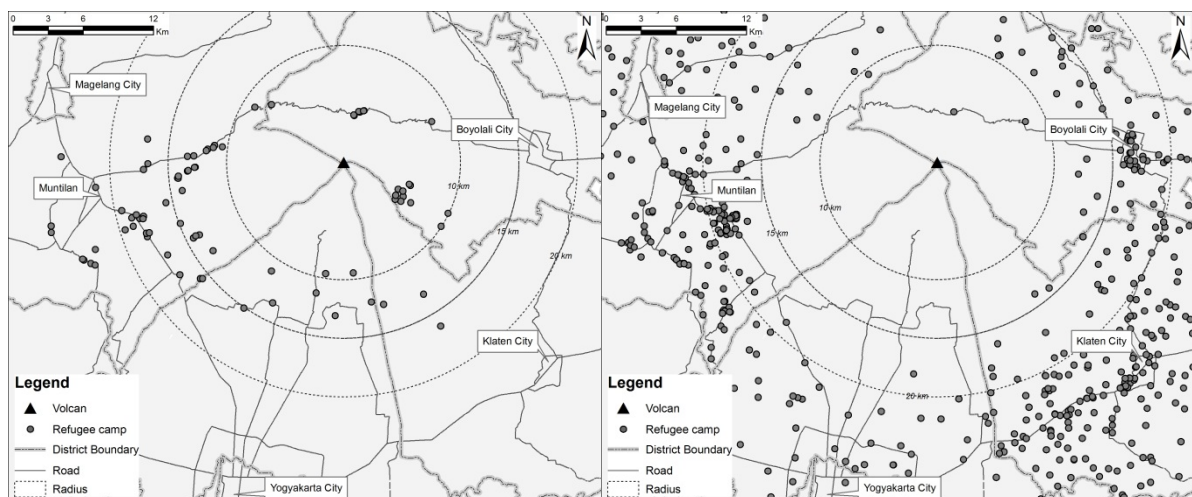 0 3 6 12
Km
N
Magelang City
Boyolali City
Muntilan
10 km
15 km
20 km
Klaten City
Legend
Volcan
Refugee camp
District Boundary
Road
Radius
Yogyakarta City
0 3 6 12
Km
N
Magelang City
Boyolali City
Muntilan
10 km
15 km
Klaten City
20 km
Legend
Volcan
Refugee camp
District Boundary
Road
Radius
Yogyakarta City